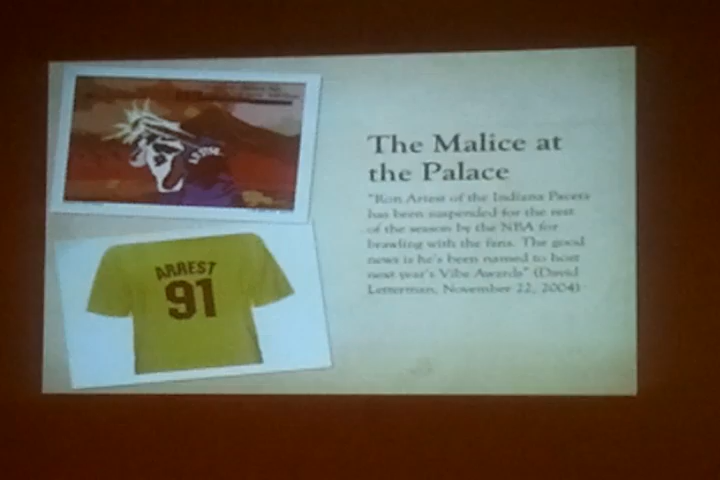 The Malice at
the Palace
"Ron Artest of the Indiana Pacers
has been suspended for the rest
of the season by the NBA for
brawling with the fans. The good
news is he's been named to host
next year's Vibe Awards" (David
Letterman, November 22, 2004)
ARREST
91